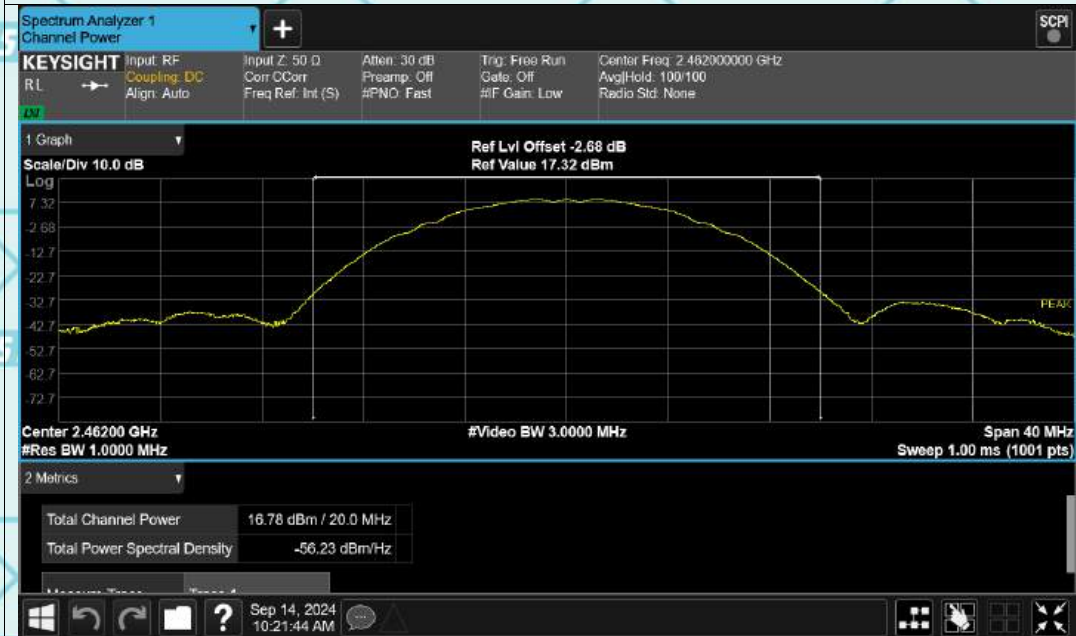 Spectrum Analyzer 1
Channel Power
+
SCPI
KEYSIGHT
RL
LXI
Input: RF
Coupling: DC
Align: Auto
Input Z: 50 Ω
Corr CCorr
Freq Ref: Int (S)
Atten: 30 dB
Preamp: Off
#PNO: Fast
Trig: Free Run
Gate: Off
#IF Gain: Low
Center Freq: 2.462000000 GHz
Avg|Hold: 100/100
Radio Std: None
1 Graph
Scale/Div 10.0 dB
Ref Lvl Offset -2.68 dB
Ref Value 17.32 dBm
Log
7.32
-2.68
-12.7
-22.7
-32.7
-42.7
-52.7
-62.7
-72.7
PEAK
Center 2.46200 GHz
#Video BW 3.0000 MHz
Span 40 MHz
#Res BW 1.0000 MHz
Sweep 1.00 ms (1001 pts)
2 Metrics
Total Channel Power 16.78 dBm / 20.0 MHz
Total Power Spectral Density -56.23 dBm/Hz
?
Sep 14, 2024
10:21:44 AM